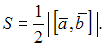 S = 1/2 |[a̅, b̅]|.